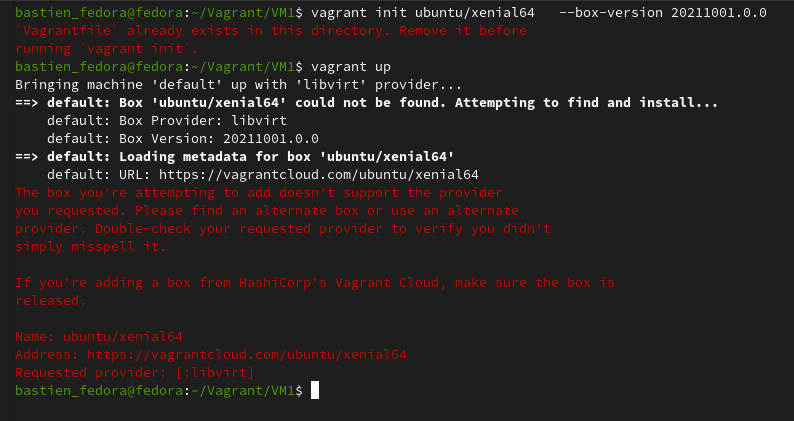 bastien_fedora@fedora:~/Vagrant/VM1$ vagrant init ubuntu/xenial64   --box-version 20211001.0.0
`Vagrantfile` already exists in this directory. Remove it before
running `vagrant init`.
bastien_fedora@fedora:~/Vagrant/VM1$ vagrant up
Bringing machine 'default' up with 'libvirt' provider...
==> default: Box 'ubuntu/xenial64' could not be found. Attempting to find and install...
    default: Box Provider: libvirt
    default: Box Version: 20211001.0.0
==> default: Loading metadata for box 'ubuntu/xenial64'
    default: URL: https://vagrantcloud.com/ubuntu/xenial64
The box you're attempting to add doesn't support the provider
you requested. Please find an alternate box or use an alternate
provider. Double-check your requested provider to verify you didn't
simply misspell it.

If you're adding a box from HashiCorp's Vagrant Cloud, make sure the box is
released.

Name: ubuntu/xenial64
Address: https://vagrantcloud.com/ubuntu/xenial64
Requested provider: [:libvirt]
bastien_fedora@fedora:~/Vagrant/VM1$